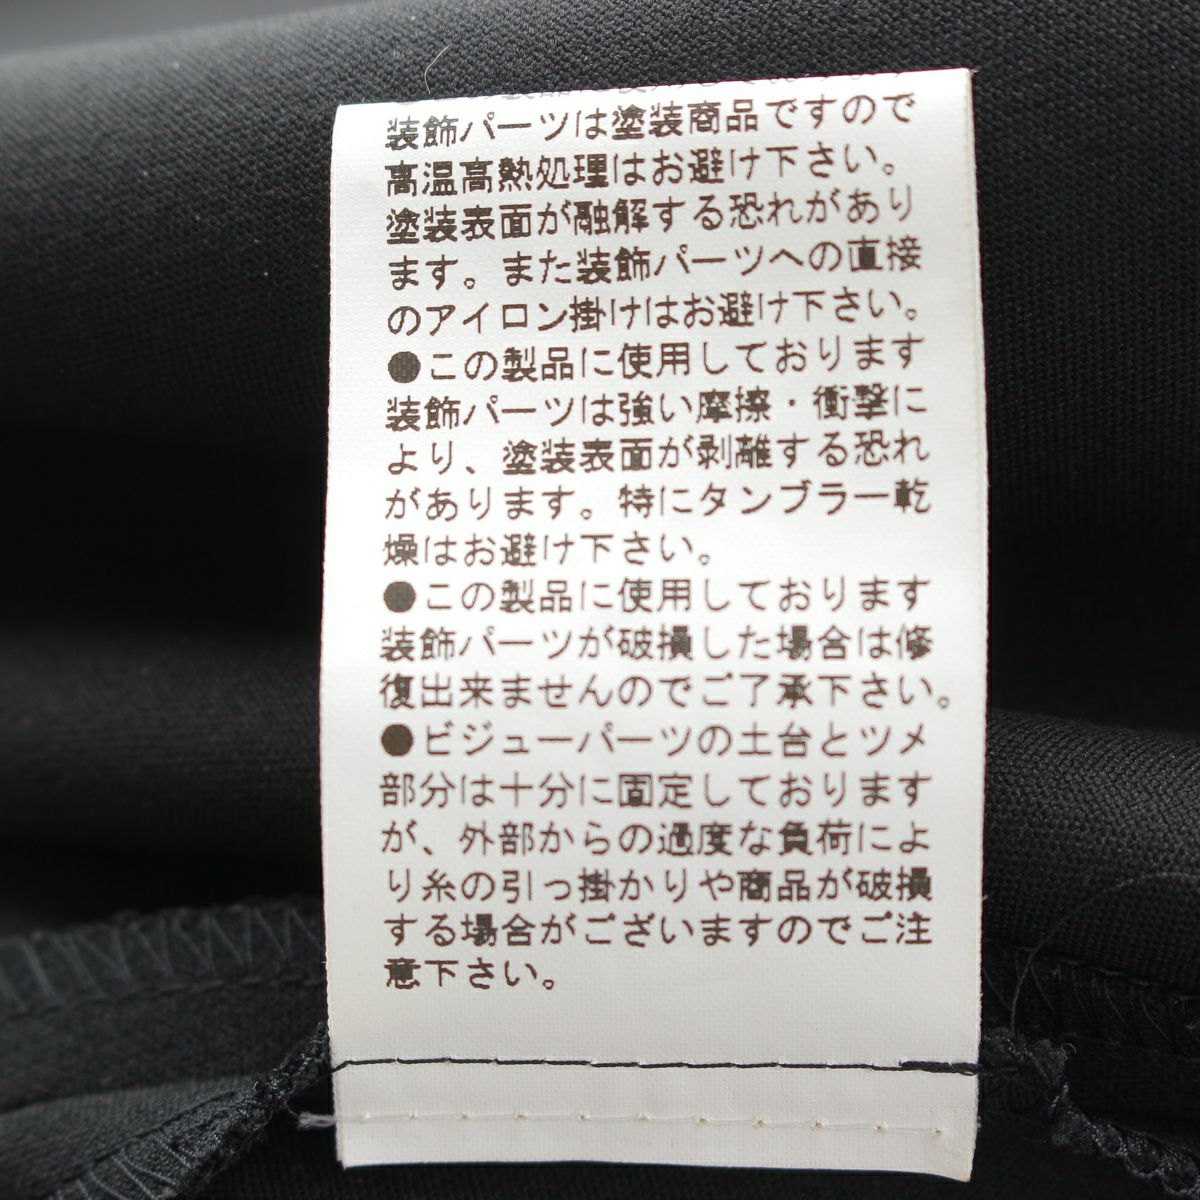 装飾パーツは塗装商品ですので
高温高熱処理はお避け下さい。
塗装表面が融解する恐れがあり
ます。また装飾パーツへの直接
のアイロン掛けはお避け下さい。
●この製品に使用しております
装飾パーツは強い摩擦・衝撃に
より、塗装表面が剥離する恐れ
があります。特にタンブラー乾
燥はお避け下さい。
●この製品に使用しております
装飾パーツが破損した場合は修
復出来ませんのでご了承下さい。
●ビジューパーツの土台とツメ
部分は十分に固定しております
が、外部からの過度な負荷によ
り糸の引っ掛かりや商品が破損
する場合がございますのでご注
意下さい。